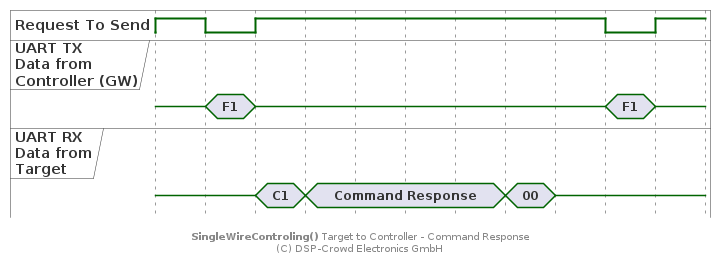 Request To Send
UART TX
Data from
Controller (GW)
F1
F1
UART RX
Data from
Target
C1
Command Response
00
SingleWireControling() Target to Controller - Command Response
(C) DSP-Crowd Electronics GmbH